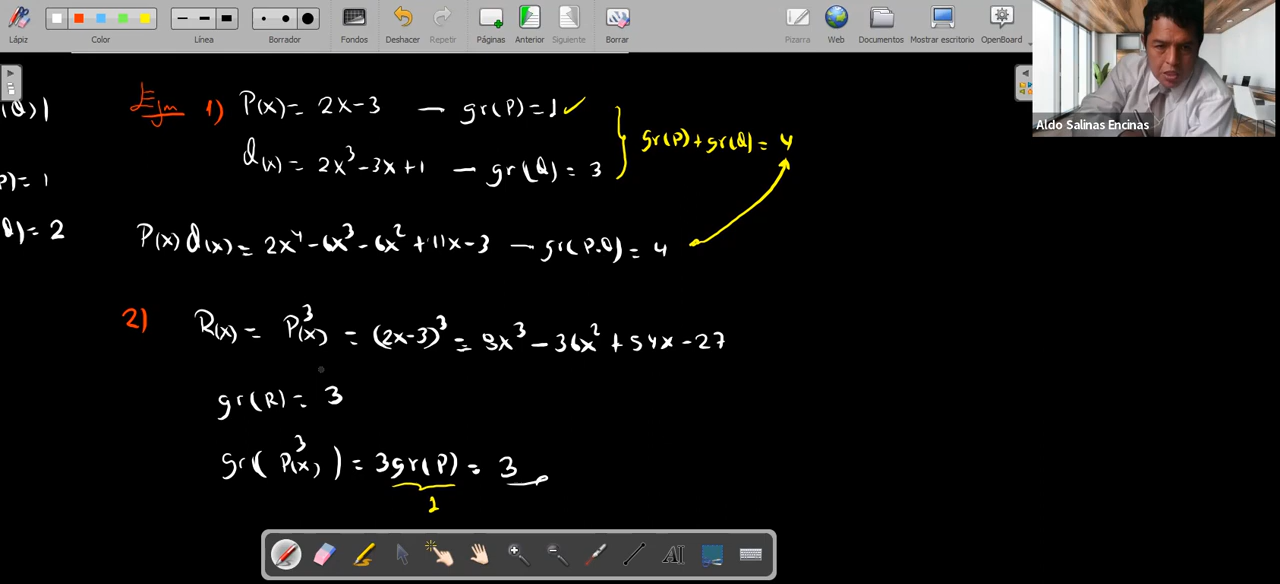 Lápiz Color Línea Borrador Fondos Deshacer Repetir Páginas Anterior Siguiente Borrar Pizarra Web Documentos Mostrar escritorio OpenBoard
Aldo Salinas Encinas
(Q)
P) = 1
Q) = 2
Ejm 1) P(x) = 2x-3 — gr(P) = 1 ✓
Q(x) = 2x³-3x+1 — gr(Q) = 3
gr(P)+gr(Q) = 4
P(x) Q(x) = 2x⁴-6x³-6x²+11x-3 — gr(P.Q) = 4
2) R(x) = P³(x) = (2x-3)³ = 8x³ - 36x² + 54x - 27
gr(R) = 3
gr( P³(x) ) = 3gr(P) = 3
1
AI